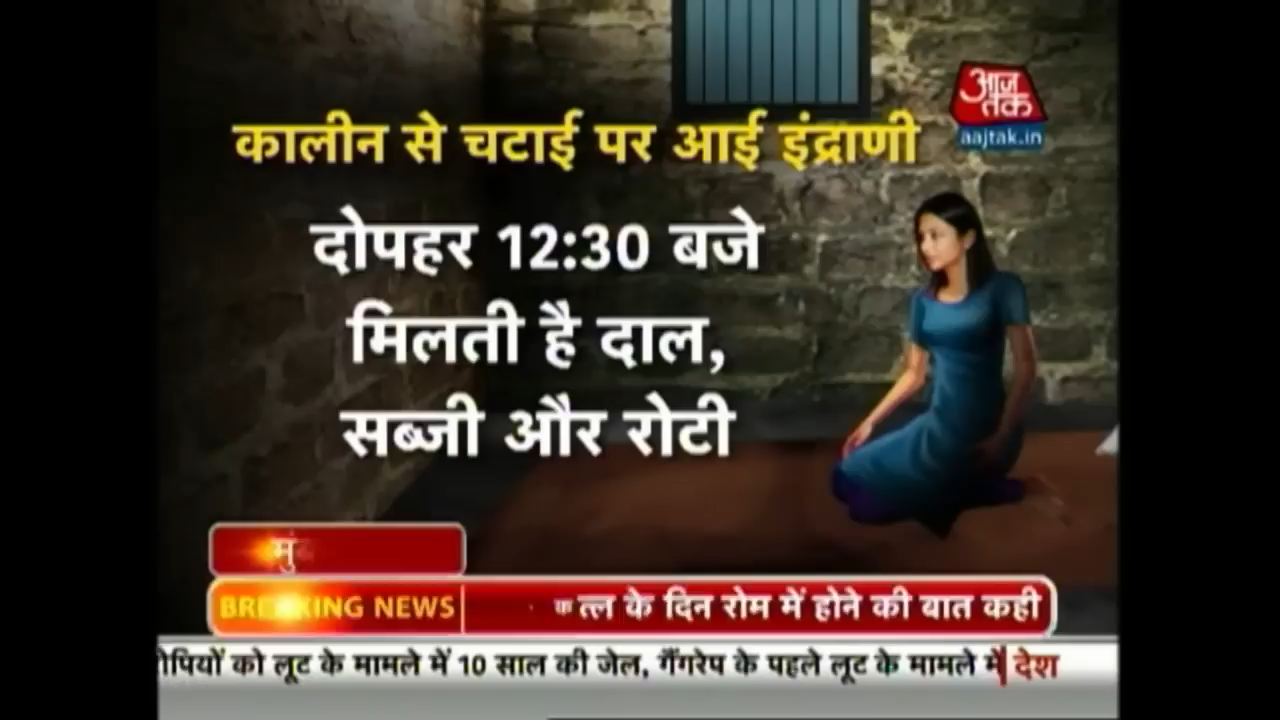 आज तक
aajtak.in
कालीन से चटाई पर आई इंद्राणी
दोपहर 12:30 बजे
मिलती है दाल,
सब्जी और रोटी
BREAKING NEWS
कत्ल के दिन रोम में होने की बात कही
को लूट के मामले में 10 साल की जेल, गैंगरेप के पहले लूट के मामले में देश